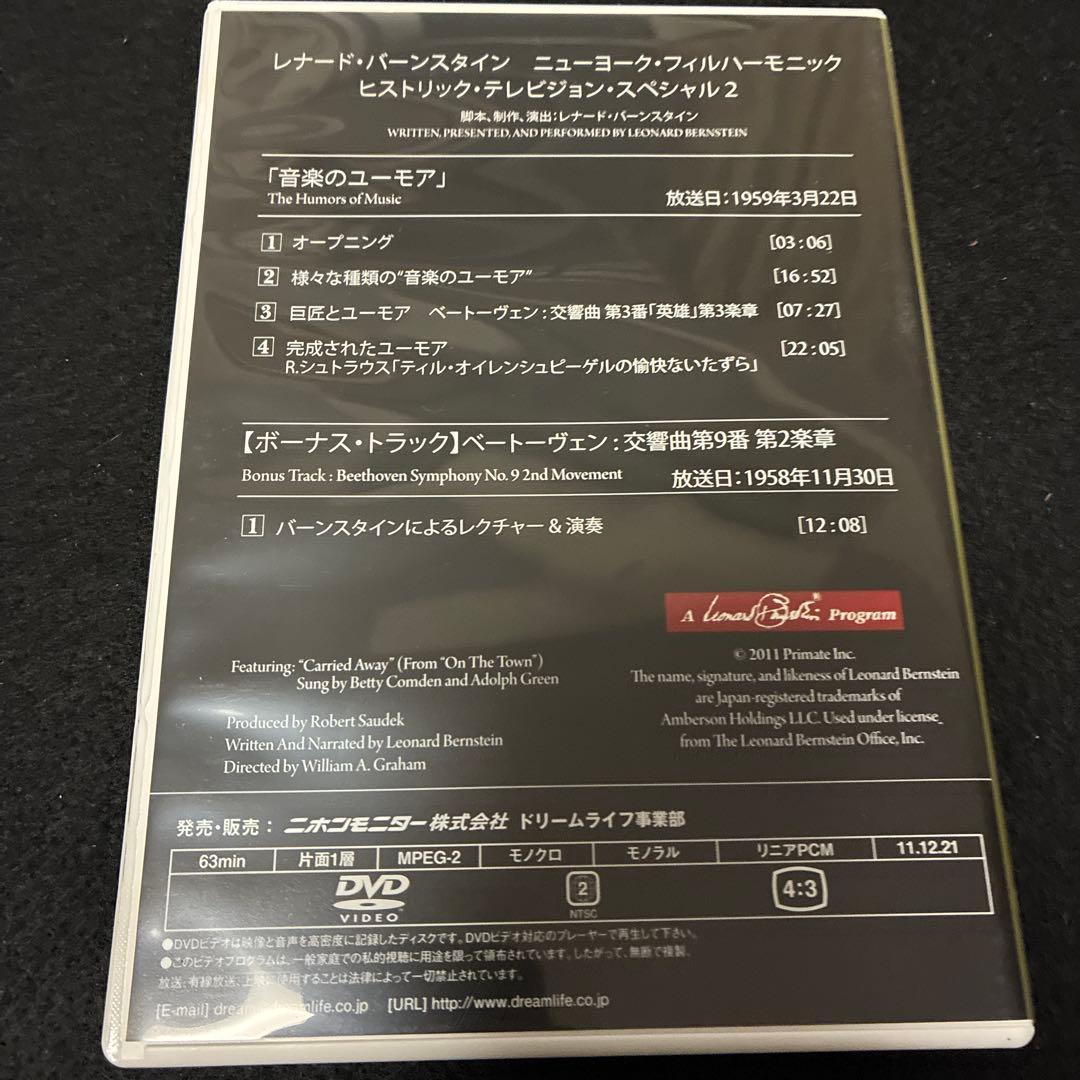 レナード・バーンスタイン ニューヨーク・フィルハーモニック
ヒストリック・テレビジョン・スペシャル 2
脚本、制作、演出:レナード・バーンスタイン
WRITTEN, PRESENTED, AND PERFORMED BY LEONARD BERNSTEIN
「音楽のユーモア」
The Humors of Music 放送日:1959年3月22日
1 オープニング [03:06]
2 様々な種類の“音楽のユーモア” [16:52]
3 巨匠とユーモア ベートーヴェン:交響曲 第3番「英雄」第3楽章 [07:27]
4 完成されたユーモア [22:05]
R.シュトラウス「ティル・オイレンシュピーゲルの愉快ないたずら」
【ボーナス・トラック】ベートーヴェン:交響曲第9番 第2楽章
Bonus Track : Beethoven Symphony No. 9 2nd Movement 放送日:1958年11月30日
1 バーンスタインによるレクチャー & 演奏 [12:08]
A Leonard Bernstein Program
Featuring: “Carried Away” (From “On The Town”)
Sung by Betty Comden and Adolph Green
Produced by Robert Saudek
Written And Narrated by Leonard Bernstein
Directed by William A. Graham
© 2011 Primate Inc.
The name, signature, and likeness of Leonard Bernstein
are Japan-registered trademarks of
Amberson Holdings LLC. Used under license
from The Leonard Bernstein Office, Inc.
発売・販売: ニホンモニター株式会社 ドリームライフ事業部
63min 片面1層 MPEG-2 モノクロ モノラル リニアPCM 11.12.21
DVD VIDEO 2 NTSC 4:3
●DVDビデオは映像と音声を高密度に記録したディスクです。DVDビデオ対応のプレーヤーで再生して下さい。
●このビデオプログラムは、一般家庭での私的視聴に用途を限って領布されています。したがって、無断で複製、
放送、有線放送、上映に使用することは法律によって一切禁止されています。
[E-mail] dreamlife.co.jp [URL] http://www.dreamlife.co.jp